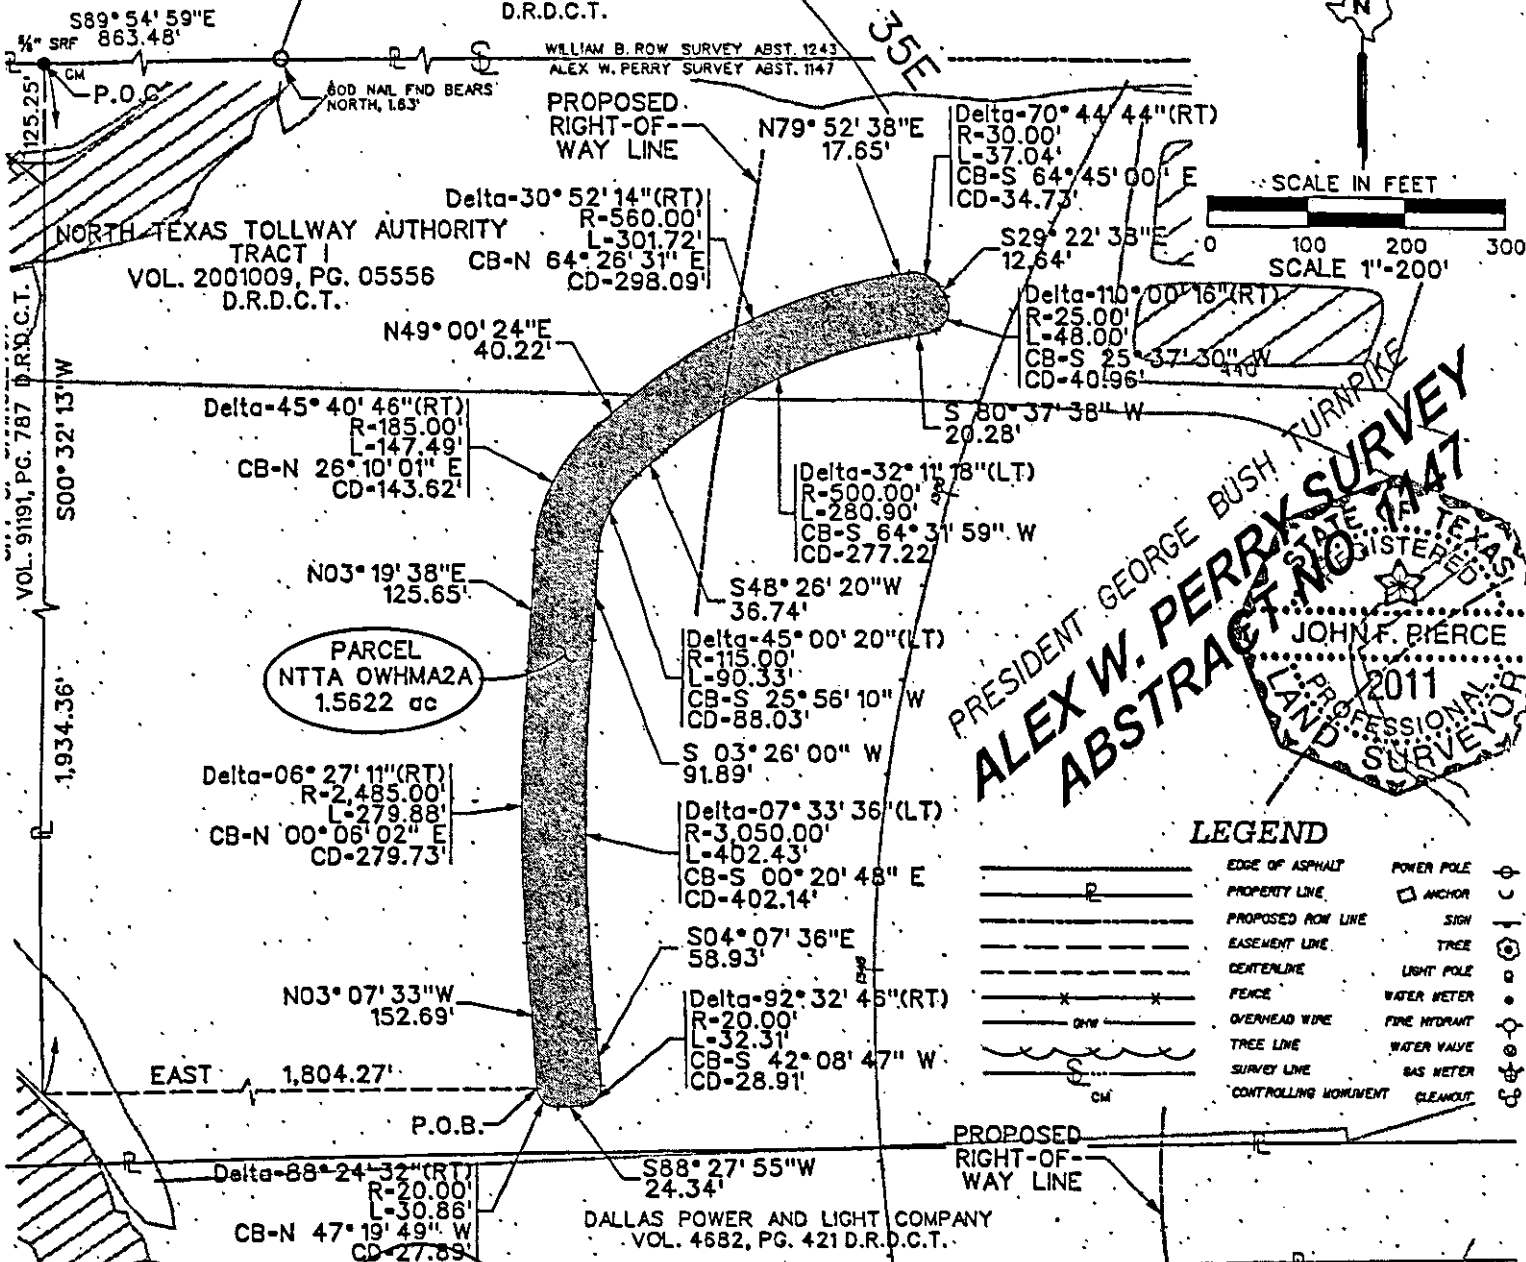 D.R.D.C.T.
S89°54'59"E
863.48'
⅝" SRF
CM
P.O.C.
125.25'
60D NAIL FND BEARS
NORTH, 1.63'
WILLIAM B. ROW SURVEY ABST. 1243
ALEX W. PERRY SURVEY ABST. 1147
35E
N
PROPOSED
RIGHT-OF-
WAY LINE
N79°52'38"E
17.65'
Delta=70°44'44"(RT)
R=30.00'
L=37.04'
CB=S 64°45'00" E
CD=34.73'
SCALE IN FEET
0 100 200 300
SCALE 1"=200'
Delta=30°52'14"(RT)
R=560.00'
L=301.72'
CB=N 64°26'31" E
CD=298.09'
NORTH TEXAS TOLLWAY AUTHORITY
TRACT I
VOL. 2001009, PG. 05556
D.R.D.C.T.
S29°22'38"E
12.64'
Delta=110°00'16"(RT)
R=25.00'
L=48.00'
CB=S 25°37'30" W
CD=40.96'
N49°00'24"E
40.22'
VOL. 91191, PG. 787 D.R.D.C.T.
S00°32'13"W
1,934.36'
Delta=45°40'46"(RT)
R=185.00'
L=147.49'
CB=N 26°10'01" E
CD=143.62'
S 80°37'38" W
20.28'
Delta=32°11'18"(LT)
R=500.00'
L=280.90'
CB=S 64°31'59" W
CD=277.22'
N03°19'38"E
125.65'
S48°26'20"W
36.74'
PARCEL
NTTA OWHMA2A
1.5622 ac
Delta=45°00'20"(LT)
R=115.00'
L=90.33'
CB=S 25°56'10" W
CD=88.03'
S 03°26'00" W
91.89'
PRESIDENT GEORGE BUSH TURNPIKE
ALEX W. PERRY SURVEY
ABSTRACT NO. 1147
STATE OF TEXAS
REGISTERED
JOHN F. PIERCE
2011
PROFESSIONAL
LAND SURVEYOR
Delta=06°27'11"(RT)
R=2,485.00'
L=279.88'
CB=N 00°06'02" E
CD=279.73'
Delta=07°33'36"(LT)
R=3,050.00'
L=402.43'
CB=S 00°20'48" E
CD=402.14'
S04°07'36"E
58.93'
N03°07'33"W
152.69'
Delta=92°32'46"(RT)
R=20.00'
L=32.31'
CB=S 42°08'47" W
CD=28.91'
EAST 1,804.27'
P.O.B.
LEGEND
EDGE OF ASPHALT POWER POLE
PROPERTY LINE ANCHOR
PROPOSED ROW LINE SIGN
EASEMENT LINE TREE
CENTERLINE LIGHT POLE
FENCE WATER METER
OHW OVERHEAD WIRE FIRE HYDRANT
TREE LINE WATER VALVE
SURVEY LINE GAS METER
CM CONTROLLING MONUMENT CLEANOUT
Delta=88°24'32"(RT)
R=20.00'
L=30.86'
CB=N 47°19'49" W
CD=27.89'
S88°27'55"W
24.34'
DALLAS POWER AND LIGHT COMPANY
VOL. 4682, PG. 421 D.R.D.C.T.
PROPOSED
RIGHT-OF-
WAY LINE